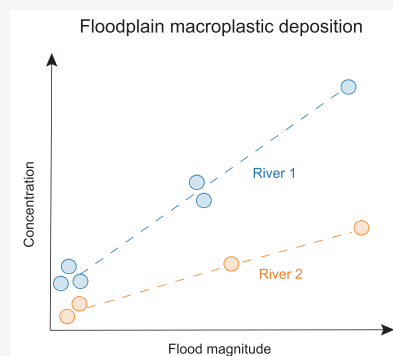 Floodplain macroplastic deposition
Concentration
River 1
River 2
Flood magnitude